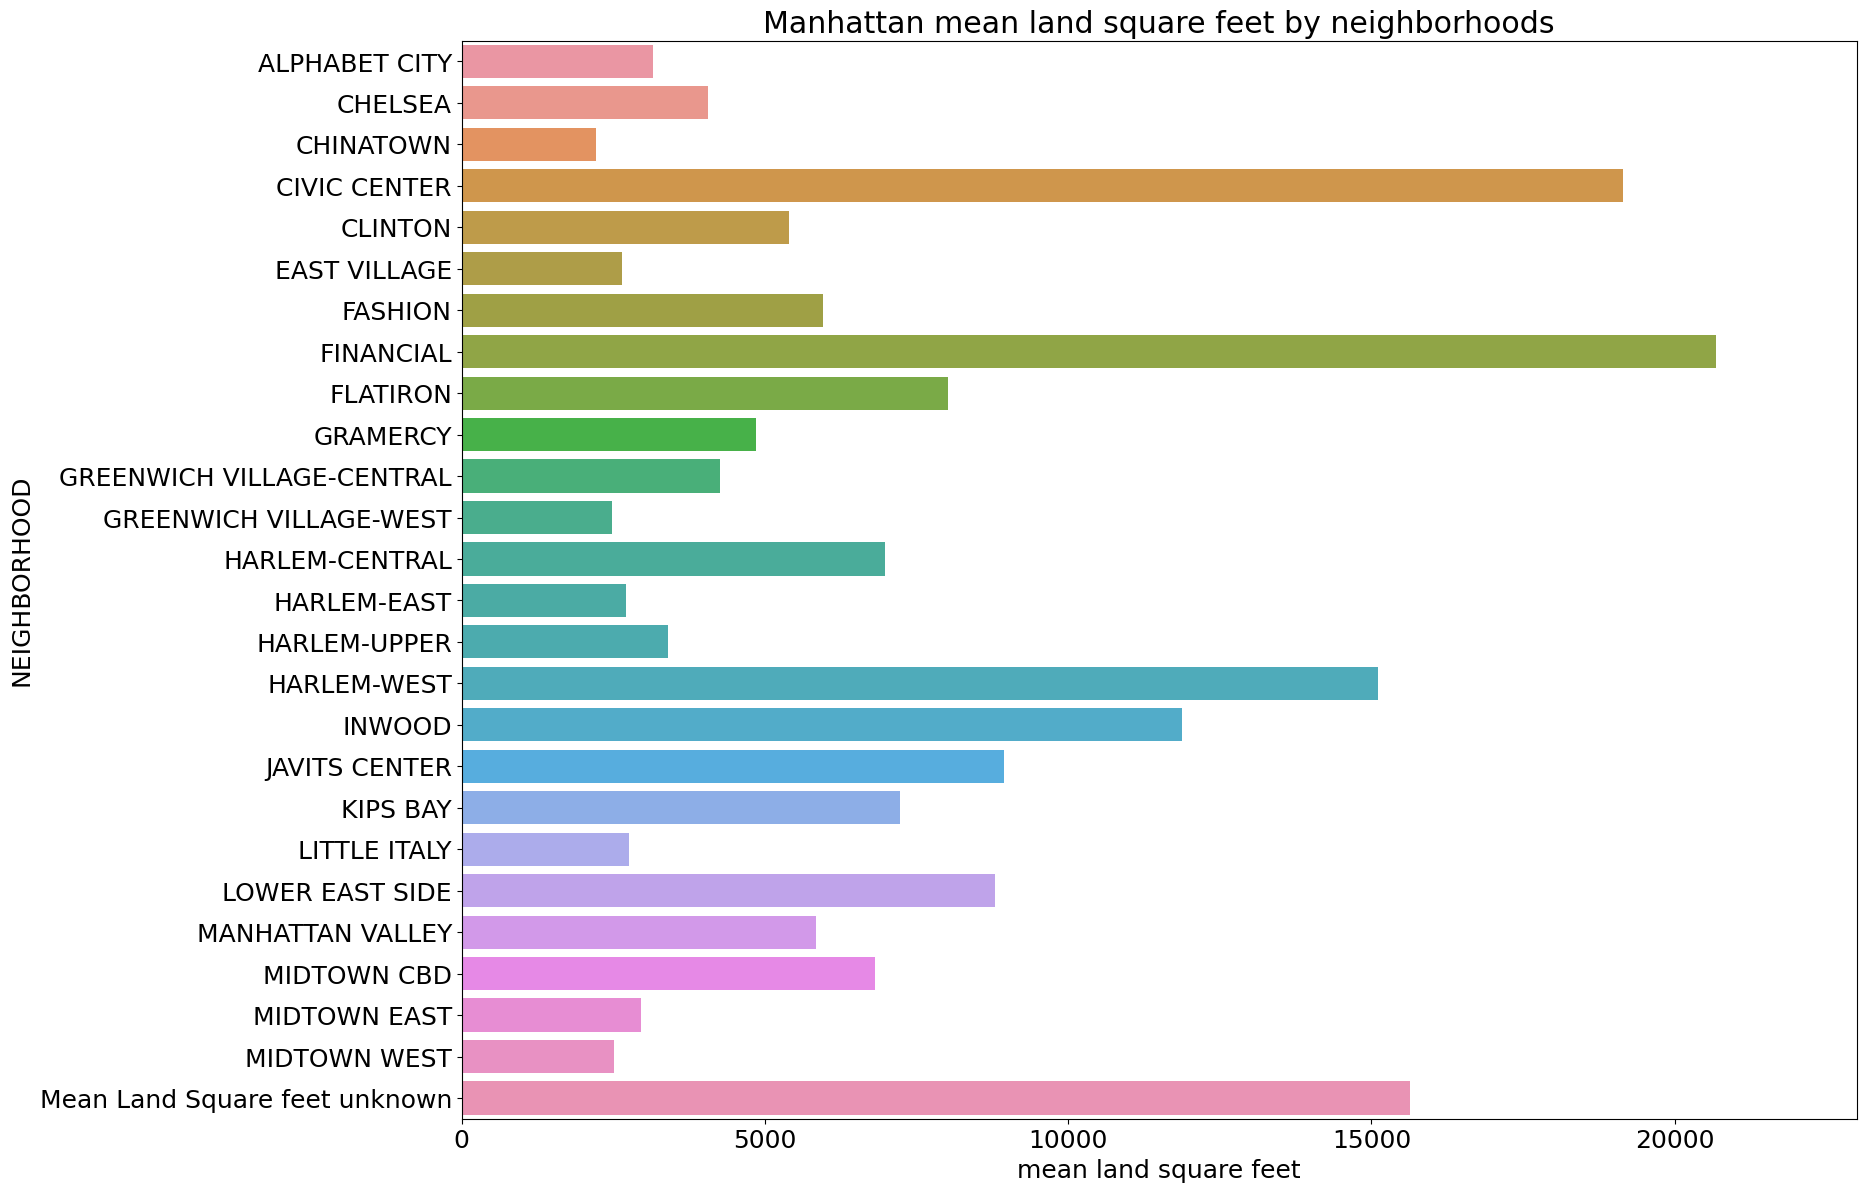 Manhattan mean land square feet by neighborhoods
NEIGHBORHOOD
ALPHABET CITY
CHELSEA
CHINATOWN
CIVIC CENTER
CLINTON
EAST VILLAGE
FASHION
FINANCIAL
FLATIRON
GRAMERCY
GREENWICH VILLAGE-CENTRAL
GREENWICH VILLAGE-WEST
HARLEM-CENTRAL
HARLEM-EAST
HARLEM-UPPER
HARLEM-WEST
INWOOD
JAVITS CENTER
KIPS BAY
LITTLE ITALY
LOWER EAST SIDE
MANHATTAN VALLEY
MIDTOWN CBD
MIDTOWN EAST
MIDTOWN WEST
Mean Land Square feet unknown
0 5000 10000 15000 20000
mean land square feet